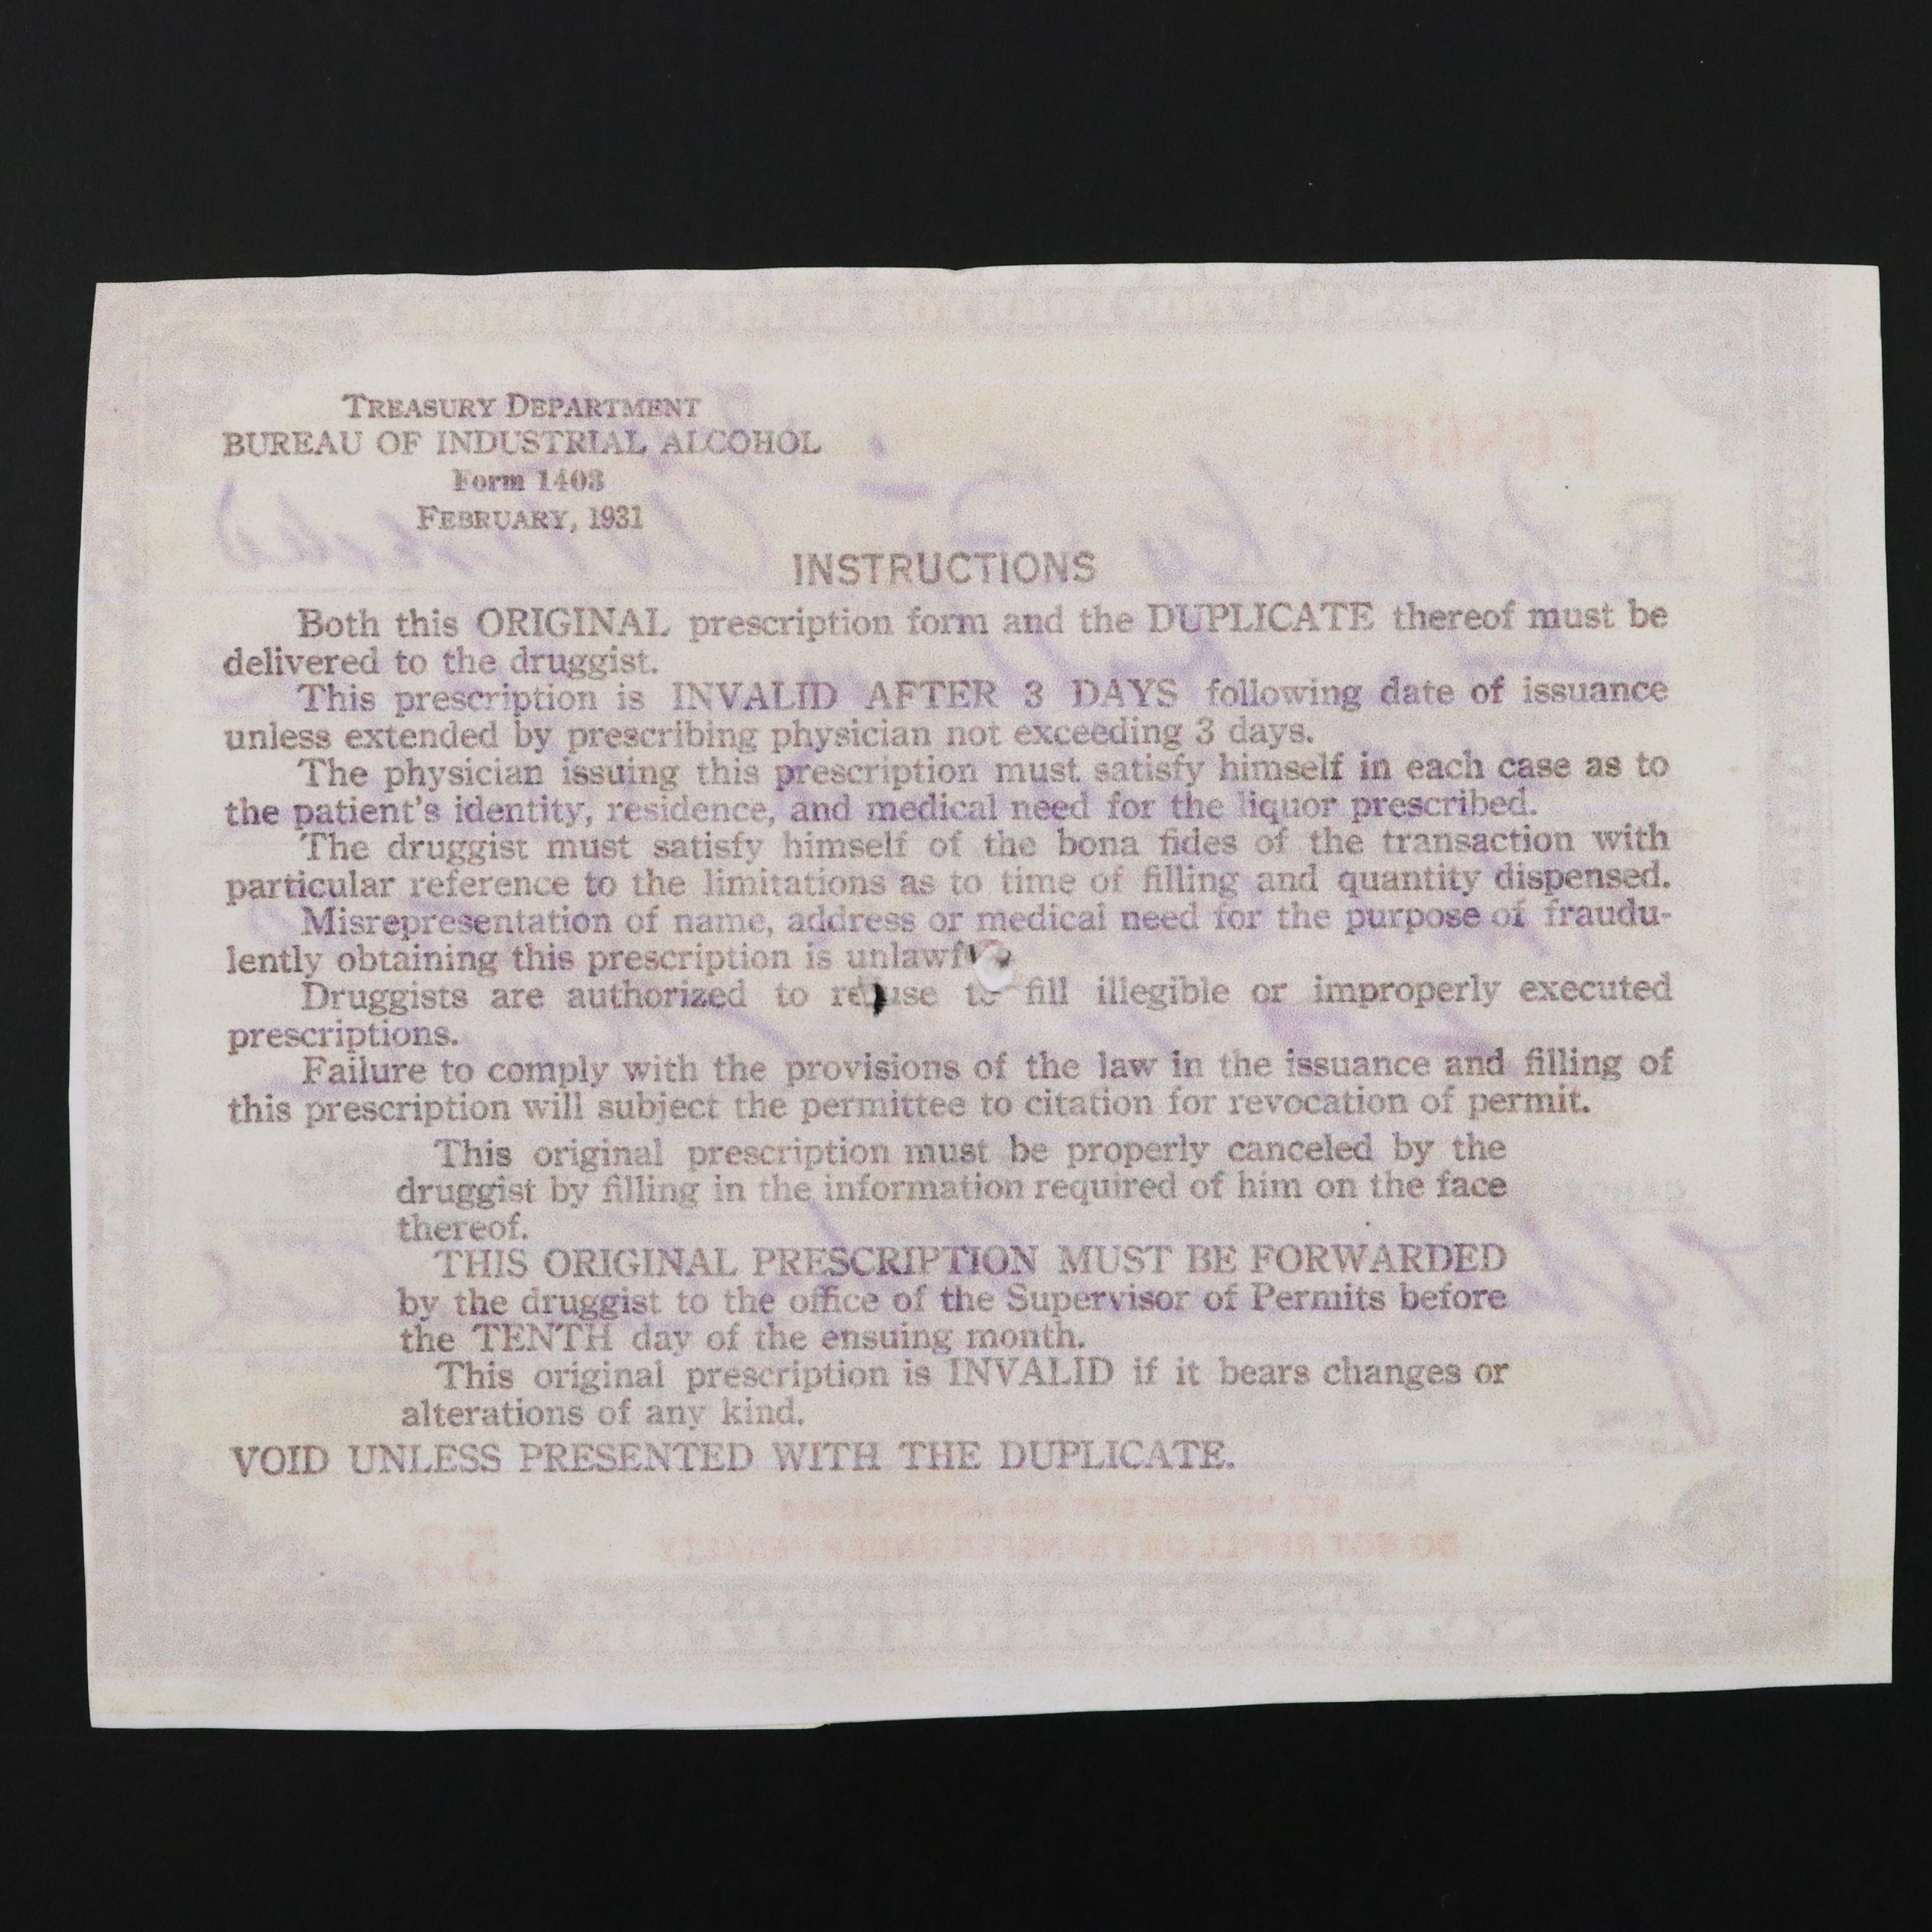 TREASURY DEPARTMENT
BUREAU OF INDUSTRIAL ALCOHOL
Form 1403
FEBRUARY, 1931
INSTRUCTIONS
Both this ORIGINAL prescription form and the DUPLICATE thereof must be
delivered to the druggist.
This prescription is INVALID AFTER 3 DAYS following date of issuance
unless extended by prescribing physician not exceeding 3 days.
The physician issuing this prescription must satisfy himself in each case as to
the patient's identity, residence, and medical need for the liquor prescribed.
The druggist must satisfy himself of the bona fides of the transaction with
particular reference to the limitations as to time of filling and quantity dispensed.
Misrepresentation of name, address or medical need for the purpose of fraudu-
lently obtaining this prescription is
Druggists are authorized to refuse to fill illegible or improperly executed
prescriptions.
Failure to comply with the provisions of the law in the issuance and filling of
this prescription will subject the permittee to citation for revocation of permit.
This original prescription must be properly canceled by the
druggist by filling in the information required of him on the face
thereof.
THIS ORIGINAL PRESCRIPTION MUST BE FORWARDED
by the druggist to the office of the Supervisor of Permits before
the TENTH day of the ensuing month.
This original prescription is INVALID if it bears changes or
alterations of any kind.
VOID UNLESS PRESENTED WITH THE DUPLICATE.
DO NOT REFILL OR TRANSFER UNDER PENALTY